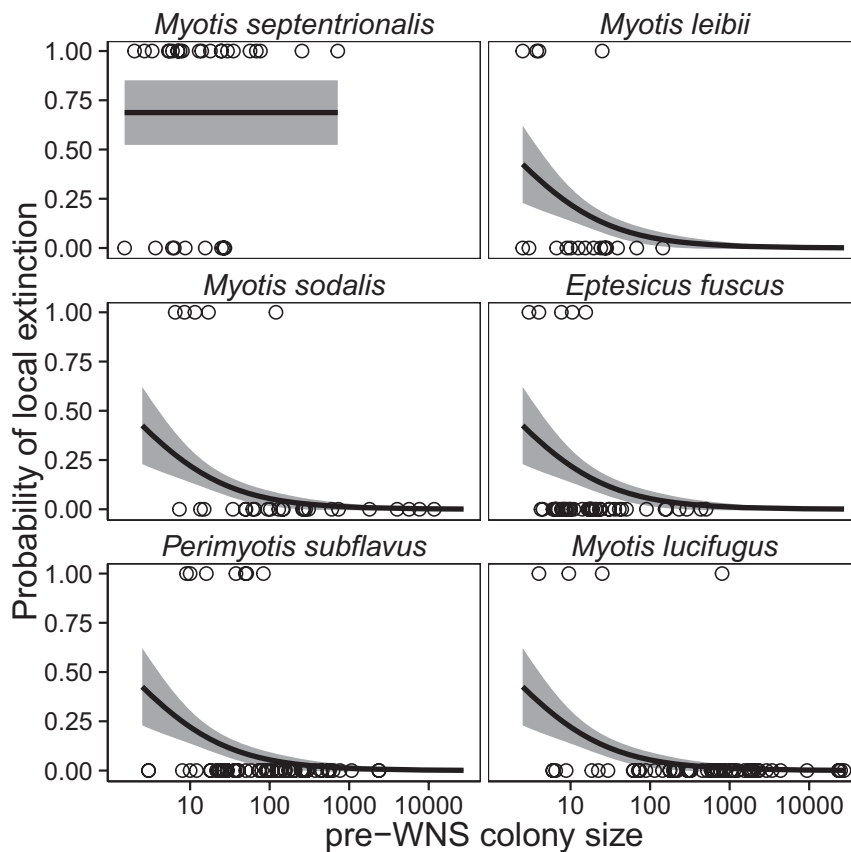 Myotis septentrionalis Myotis leibii
1.00
0.75
0.50
0.25
0.00
Myotis sodalis Eptesicus fuscus
1.00
0.75
0.50
0.25
0.00
Perimyotis subflavus Myotis lucifugus
1.00
0.75
0.50
0.25
0.00
10 100 1000 10000 10 100 1000 10000
pre−WNS colony size
Probability of local extinction